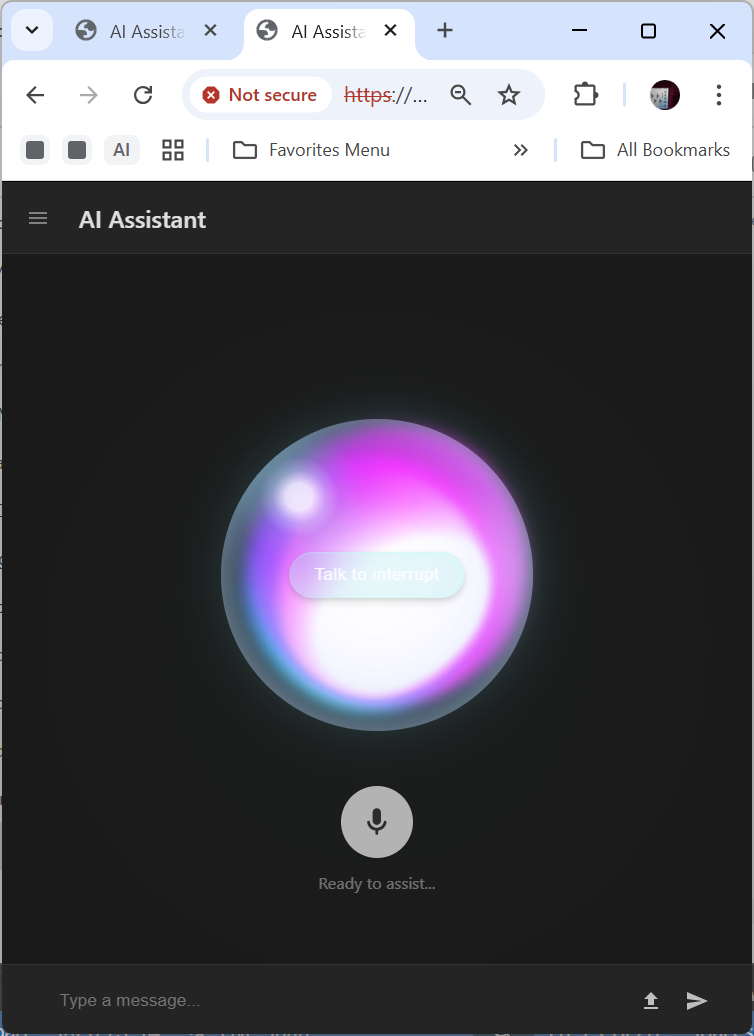 AI Assista
AI Assista
Not secure
https://...
AI
Favorites Menu
All Bookmarks
AI Assistant
Talk to interrupt
Ready to assist...
Type a message...